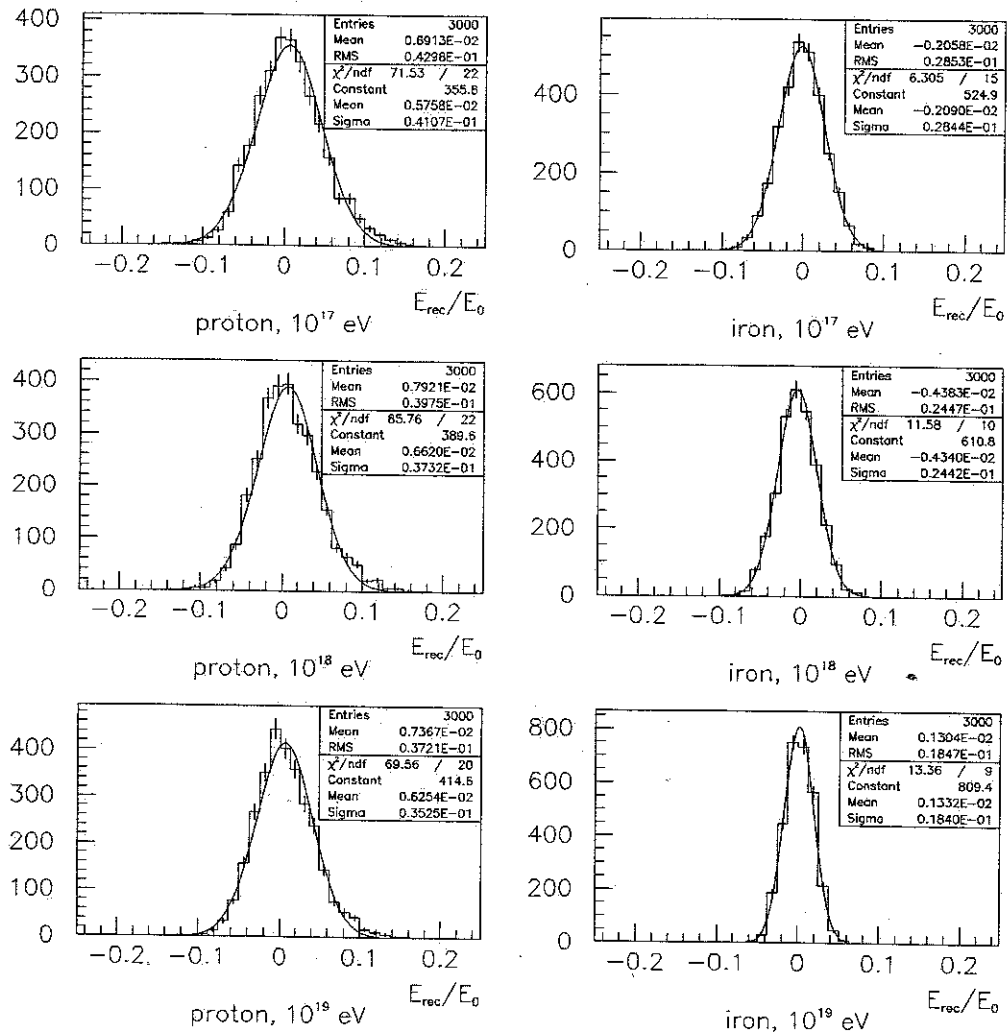 Entries 3000
Mean 0.6913E-02
RMS 0.4298E-01
χ²/ndf 71.53 / 22
Constant 355.8
Mean 0.5758E-02
Sigma 0.4107E-01
400
300
200
100
0
−0.2 −0.1 0 0.1 0.2
E_rec/E_0
proton, 10^17 eV
Entries 3000
Mean −0.2058E−02
RMS 0.2853E−01
χ²/ndf 6.305 / 15
Constant 524.9
Mean −0.2090E−02
Sigma 0.2844E−01
400
200
0
−0.2 −0.1 0 0.1 0.2
E_rec/E_0
iron, 10^17 eV
Entries 3000
Mean 0.7921E−02
RMS 0.3975E−01
χ²/ndf 85.76 / 22
Constant 389.6
Mean 0.6620E−02
Sigma 0.3732E−01
400
300
200
100
0
−0.2 −0.1 0 0.1 0.2
E_rec/E_0
proton, 10^18 eV
Entries 3000
Mean −0.4383E−02
RMS 0.2447E−01
χ²/ndf 11.58 / 10
Constant 610.8
Mean −0.4340E−02
Sigma 0.2442E−01
600
400
200
0
−0.2 −0.1 0 0.1 0.2
E_rec/E_0
iron, 10^18 eV
Entries 3000
Mean 0.7367E−02
RMS 0.3721E−01
χ²/ndf 69.56 / 20
Constant 414.6
Mean 0.6254E−02
Sigma 0.3525E−01
400
300
200
100
0
−0.2 −0.1 0 0.1 0.2
E_rec/E_0
proton, 10^19 eV
Entries 3000
Mean 0.1304E−02
RMS 0.1847E−01
χ²/ndf 13.36 / 9
Constant 809.4
Mean 0.1332E−02
Sigma 0.1840E−01
800
600
400
200
0
−0.2 −0.1 0 0.1 0.2
E_rec/E_0
iron, 10^19 eV